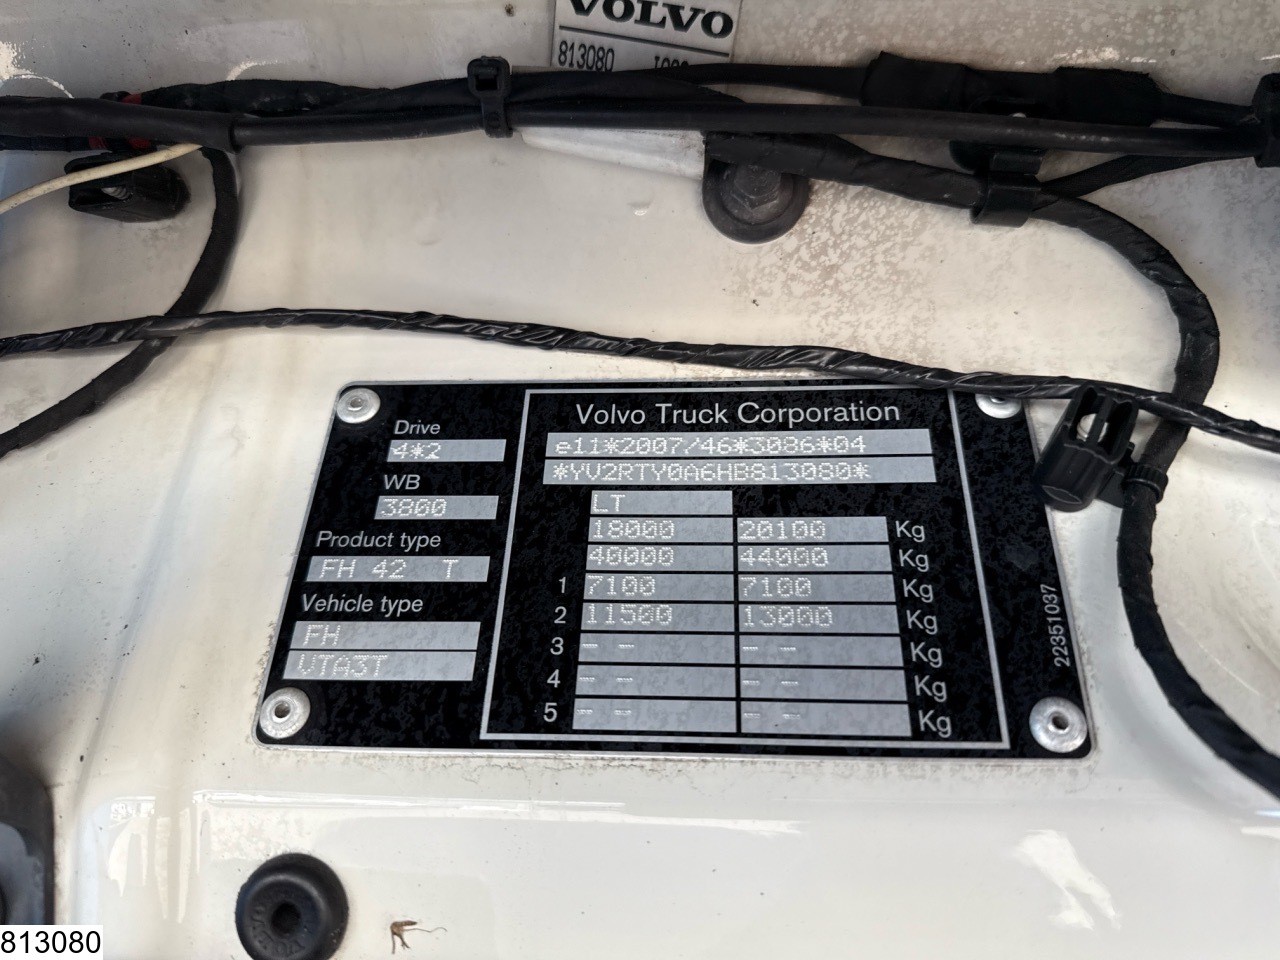 VOLVO
813080
Volvo Truck Corporation
Drive
4*2
WB
3800
Product type
FH 42 T
Vehicle type
FH
VTA3T
e11*2007/46*3086*04
*YV2RTY0A6HB813080*
LT
18000 20100 Kg
40000 44000 Kg
1 7100 7100 Kg
2 11500 13000 Kg
3 -- -- Kg
4 -- -- Kg
5 -- -- Kg
22351037
813080